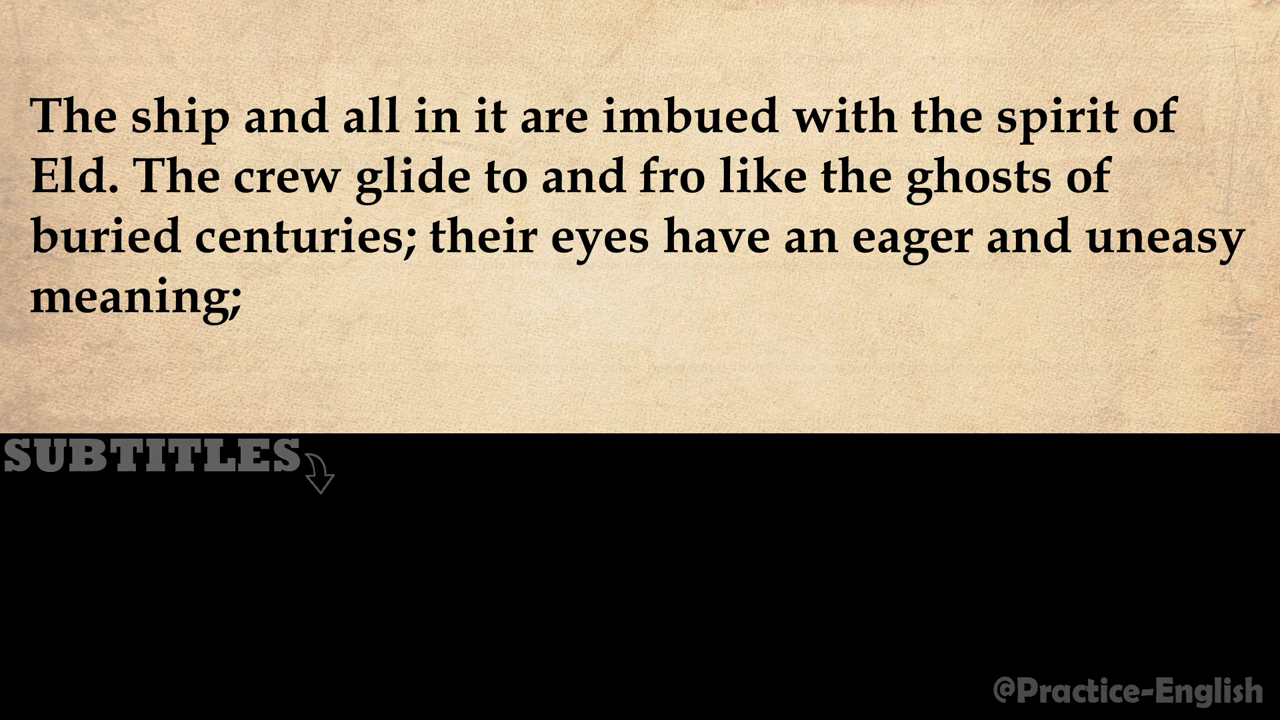 The ship and all in it are imbued with the spirit of
Eld. The crew glide to and fro like the ghosts of
buried centuries; their eyes have an eager and uneasy
meaning;
SUBTITLES
@Practice-English